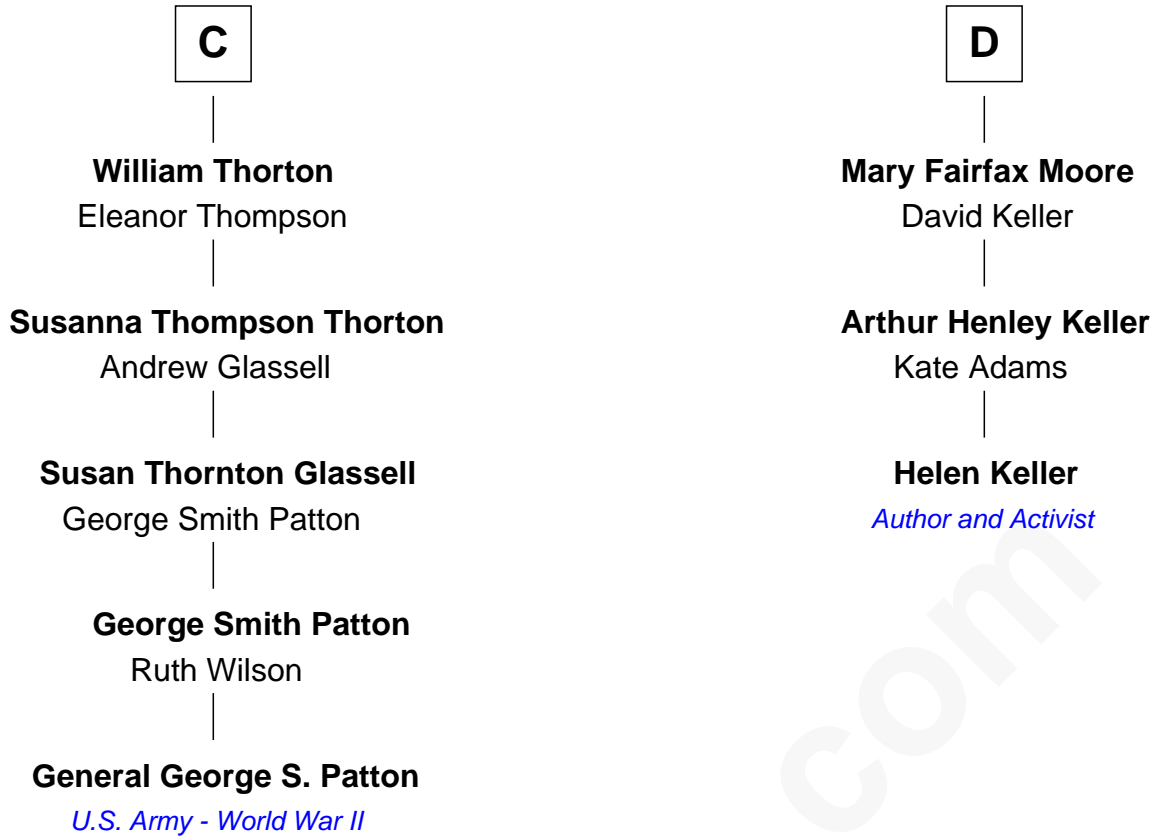 C
William Thorton
Eleanor Thompson
Susanna Thompson Thorton
Andrew Glassell
Susan Thornton Glassell
George Smith Patton
George Smith Patton
Ruth Wilson
General George S. Patton
U.S. Army - World War II
D
Mary Fairfax Moore
David Keller
Arthur Henley Keller
Kate Adams
Helen Keller
Author and Activist
com